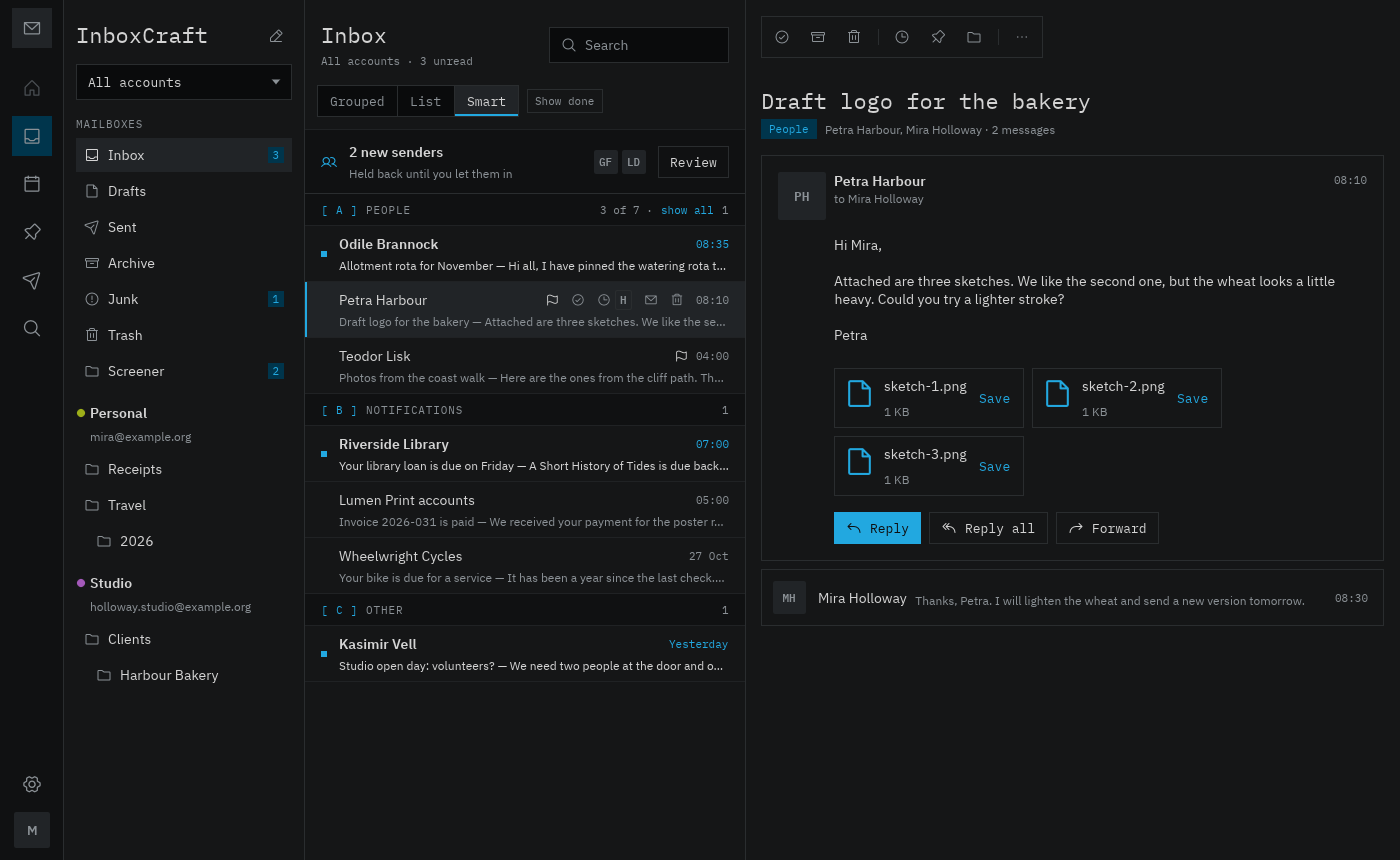 InboxCraft
All accounts
MAILBOXES
Inbox 3
Drafts
Sent
Archive
Junk 1
Trash
Screener 2
Personal
mira@example.org
Receipts
Travel
2026
Studio
holloway.studio@example.org
Clients
Harbour Bakery
M
Inbox
All accounts · 3 unread
Search
Grouped List Smart Show done
2 new senders
Held back until you let them in
GF LD Review
[ A ] PEOPLE 3 of 7 · show all 1
Odile Brannock 08:35
Allotment rota for November — Hi all, I have pinned the watering rota t…
Petra Harbour H 08:10
Draft logo for the bakery — Attached are three sketches. We like the se…
Teodor Lisk 04:00
Photos from the coast walk — Here are the ones from the cliff path. Th…
[ B ] NOTIFICATIONS 1
Riverside Library 07:00
Your library loan is due on Friday — A Short History of Tides is due back…
Lumen Print accounts 05:00
Invoice 2026-031 is paid — We received your payment for the poster r…
Wheelwright Cycles 27 Oct
Your bike is due for a service — It has been a year since the last check.…
[ C ] OTHER 1
Kasimir Vell Yesterday
Studio open day: volunteers? — We need two people at the door and o…
Draft logo for the bakery
People Petra Harbour, Mira Holloway · 2 messages
PH
Petra Harbour 08:10
to Mira Holloway
Hi Mira,
Attached are three sketches. We like the second one, but the wheat looks a little
heavy. Could you try a lighter stroke?
Petra
sketch-1.png
1 KB
Save
sketch-2.png
1 KB
Save
sketch-3.png
1 KB
Save
Reply Reply all Forward
MH Mira Holloway Thanks, Petra. I will lighten the wheat and send a new version tomorrow. 08:30